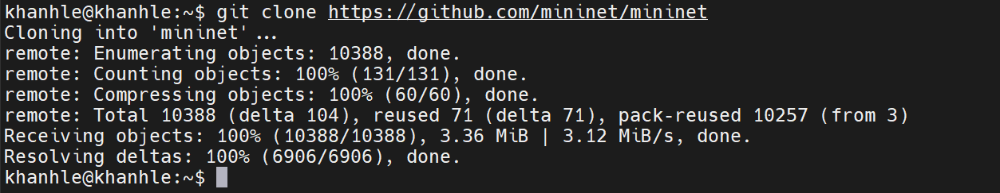 khanhle@khanhle:~$ git clone https://github.com/mininet/mininet
Cloning into 'mininet'...
remote: Enumerating objects: 10388, done.
remote: Counting objects: 100% (131/131), done.
remote: Compressing objects: 100% (60/60), done.
remote: Total 10388 (delta 104), reused 71 (delta 71), pack-reused 10257 (from 3)
Receiving objects: 100% (10388/10388), 3.36 MiB | 3.12 MiB/s, done.
Resolving deltas: 100% (6906/6906), done.
khanhle@khanhle:~$